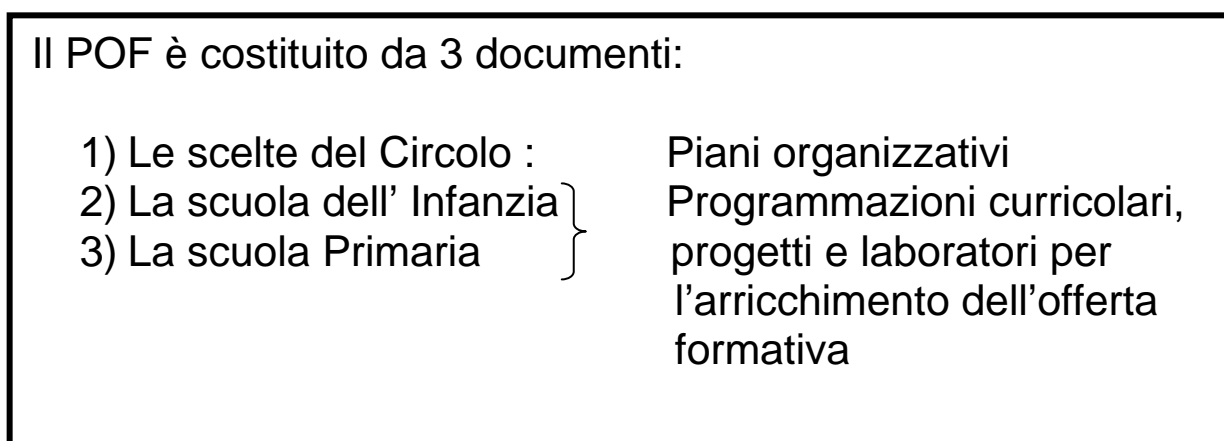 Il POF è costituito da 3 documenti:
1) Le scelte del Circolo : Piani organizzativi
2) La scuola dell’ Infanzia Programmazioni curricolari,
3) La scuola Primaria progetti e laboratori per
l’arricchimento dell’offerta
formativa